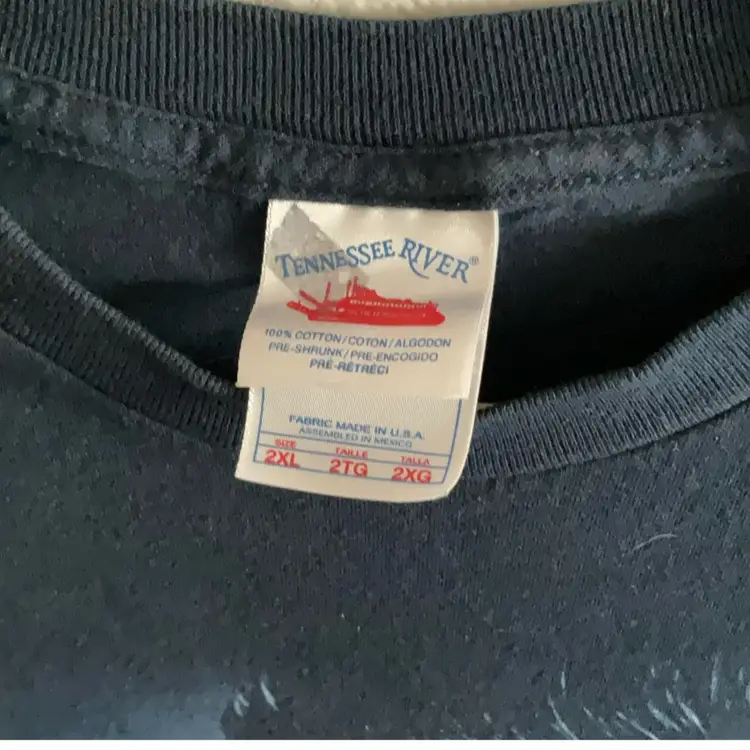 TENNESSEE RIVER®
100% COTTON/COTON/ALGODON
PRE-SHRUNK/PRE-ENCOGIDO
PRÉ-RÉTRÉCI
FABRIC MADE IN U.S.A.
ASSEMBLED IN MEXICO
SIZE TAILLE TALLA
2XL 2TG 2XG